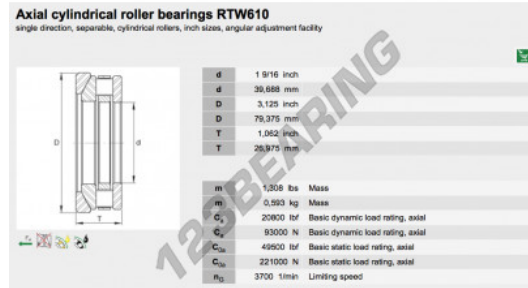 Axial cylindrical roller bearings RTW610
single direction, separable, cylindrical rollers, inch sizes, angular adjustment facility
d 1 9/16 inch
d 39,688 mm
D 3,125 inch
D 79,375 mm
T 1,062 inch
T 26,975 mm
D d
T
m 1,308 lbs Mass
m 0,593 kg Mass
Ca 20800 lbf Basic dynamic load rating, axial
Ca 93000 N Basic dynamic load rating, axial
C0a 49500 lbf Basic static load rating, axial
C0a 221000 N Basic static load rating, axial
nG 3700 1/min Limiting speed
123BEARING